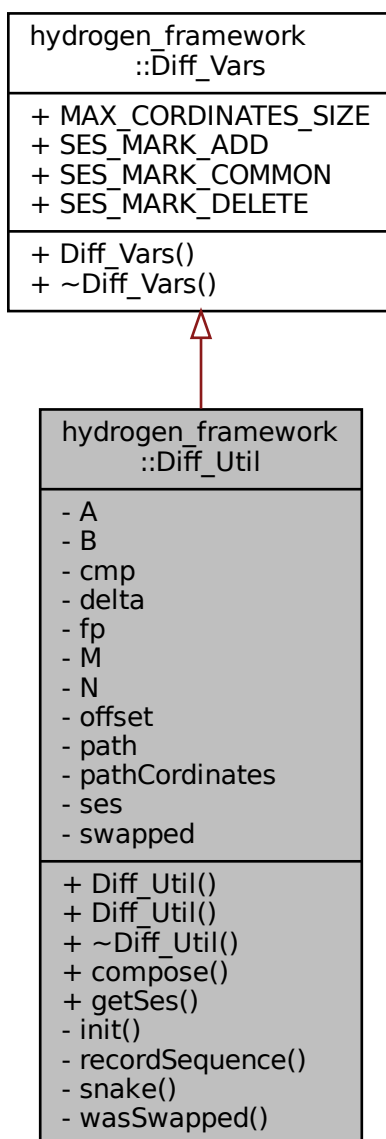 hydrogen_framework
::Diff_Vars
+ MAX_CORDINATES_SIZE
+ SES_MARK_ADD
+ SES_MARK_COMMON
+ SES_MARK_DELETE
+ Diff_Vars()
+ ~Diff_Vars()
hydrogen_framework
::Diff_Util
- A
- B
- cmp
- delta
- fp
- M
- N
- offset
- path
- pathCordinates
- ses
- swapped
+ Diff_Util()
+ Diff_Util()
+ ~Diff_Util()
+ compose()
+ getSes()
- init()
- recordSequence()
- snake()
- wasSwapped()